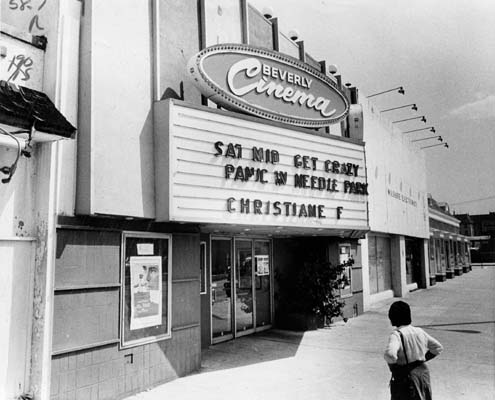 BEVERLY
Cinema
SAT MID GET CRAZY
PANIC IN NEEDLE PARK
CHRISTIANE F